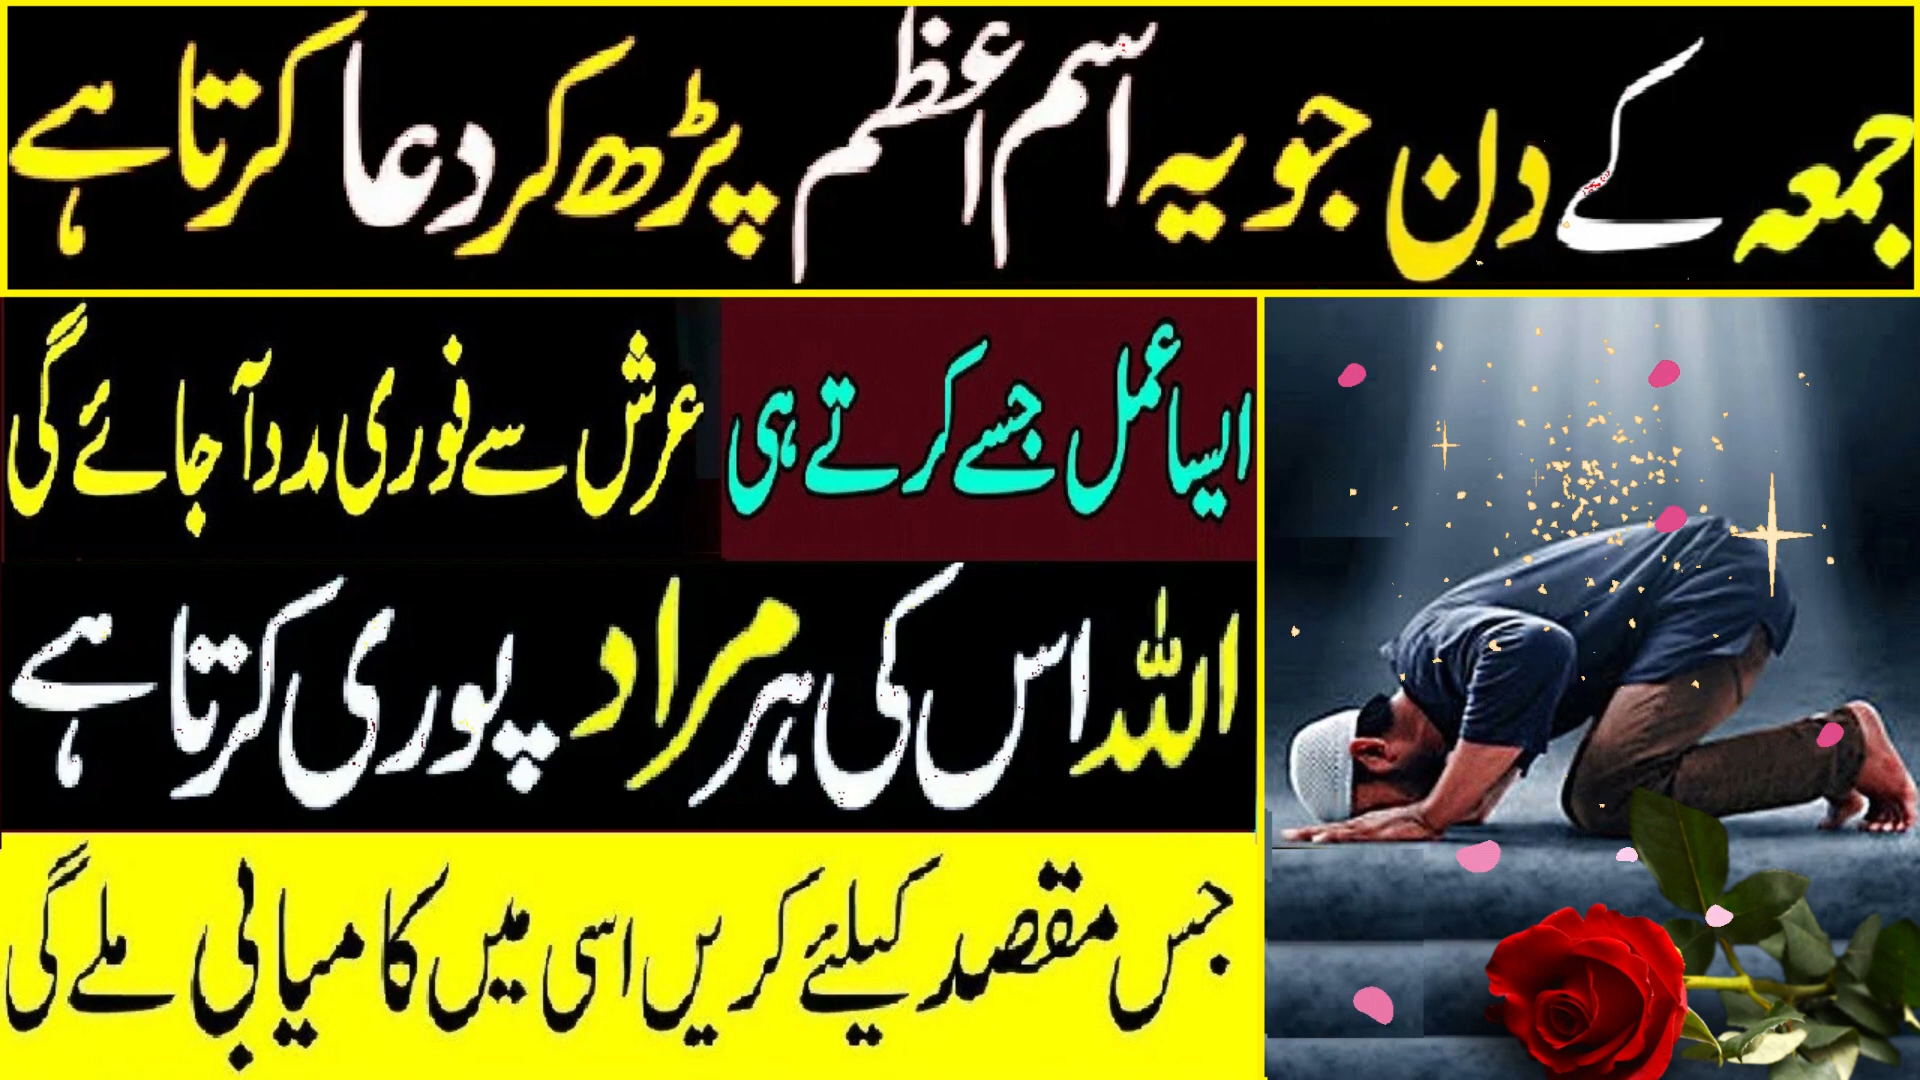 جمعہ کے دن جو یہ اسم اعظم پڑھ کر دعا کرتا ہے
ایسا عمل جسے کرتے ہی عرش سے فوری مدد آ جائے گی
اللہ اس کی ہر مراد پوری کرتا ہے
جس مقصد کیلئے کریں اسی میں کامیابی ملے گی